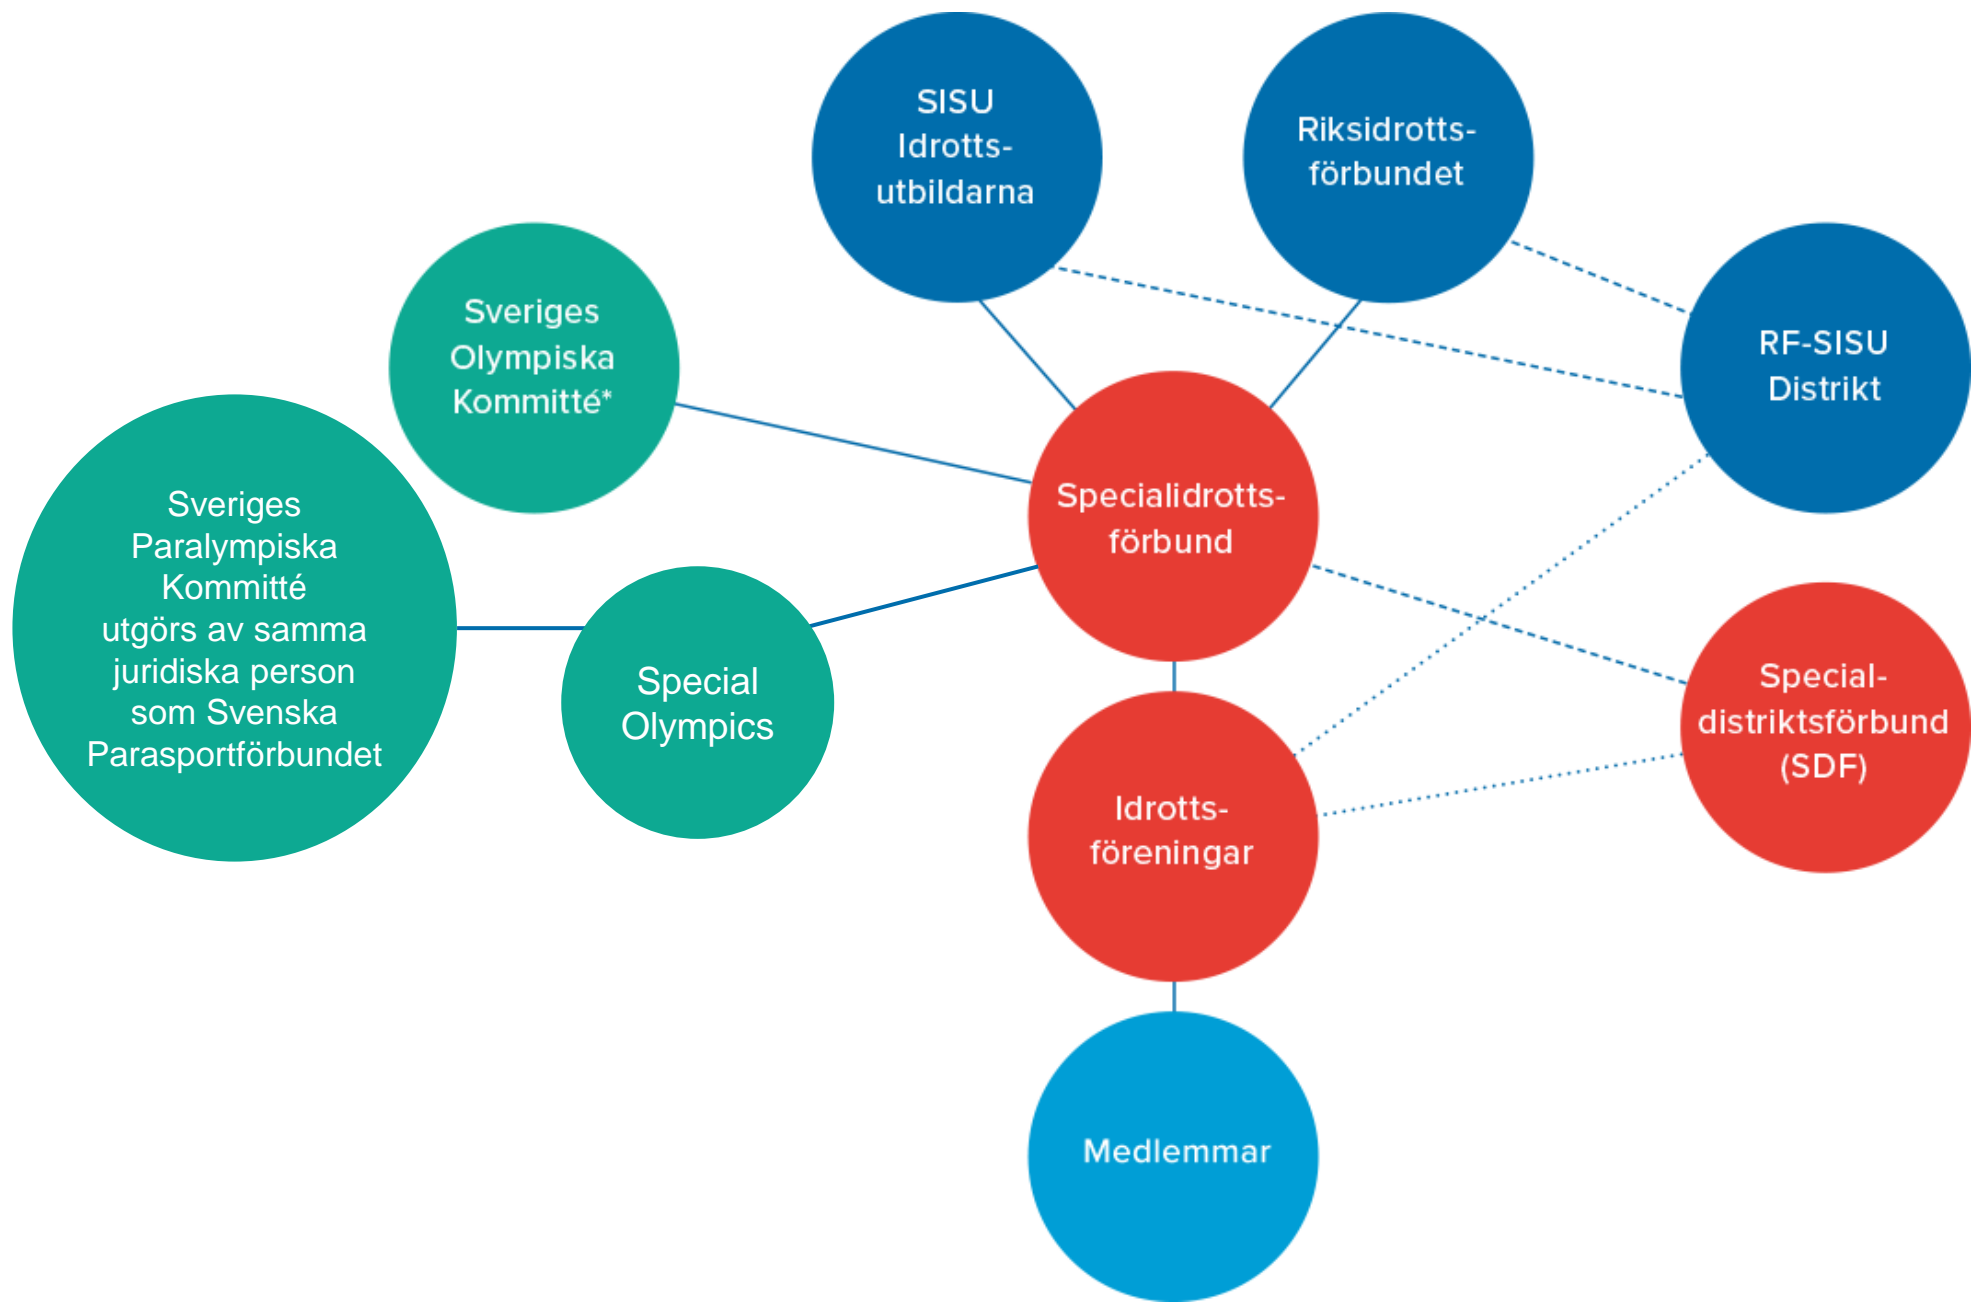 SISU
Idrotts-
utbildarna
Riksidrotts-
förbundet
Sveriges
Olympiska
Kommitté*
RF-SISU
Distrikt
Sveriges
Paralympiska
Kommitté
utgörs av samma
juridiska person
som Svenska
Parasportförbundet
Specialidrotts-
förbund
Special
Olympics
Special-
distriktsförbund
(SDF)
Idrotts-
föreningar
Medlemmar